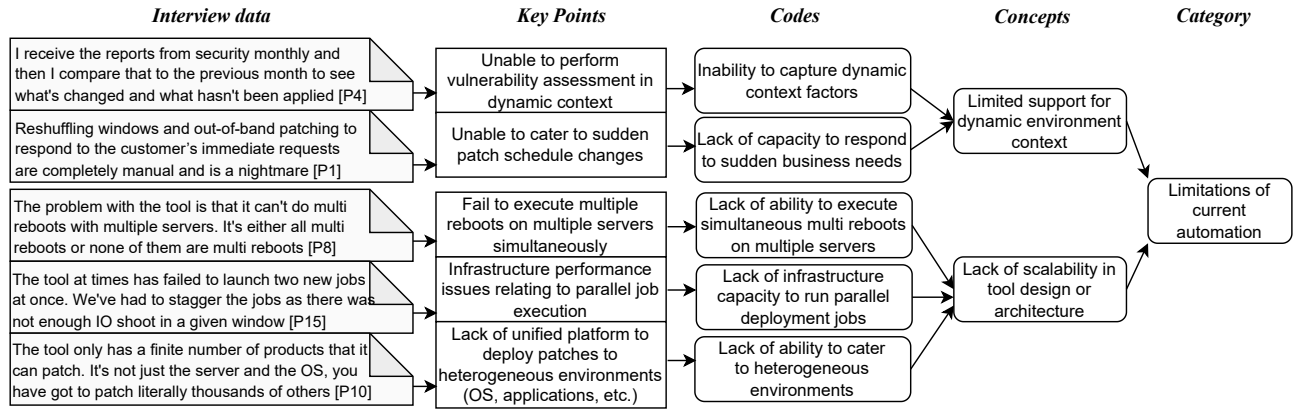 Interview data
Key Points
Codes
Concepts
Category
I receive the reports from security monthly and
then I compare that to the previous month to see
what's changed and what hasn't been applied [P4]
Reshuffling windows and out-of-band patching to
respond to the customer's immediate requests
are completely manual and is a nightmare [P1]
The problem with the tool is that it can't do multi
reboots with multiple servers. It's either all multi
reboots or none of them are multi reboots [P8]
The tool at times has failed to launch two new jobs
at once. We've had to stagger the jobs as there was
not enough IO shoot in a given window [P15]
The tool only has a finite number of products that it
can patch. It's not just the server and the OS, you
have got to patch literally thousands of others [P10]
Unable to perform
vulnerability assessment in
dynamic context
Unable to cater to sudden
patch schedule changes
Fail to execute multiple
reboots on multiple servers
simultaneously
Infrastructure performance
issues relating to parallel job
execution
Lack of unified platform to
deploy patches to
heterogeneous environments
(OS, applications, etc.)
Inability to capture dynamic
context factors
Lack of capacity to respond
to sudden business needs
Lack of ability to execute
simultaneous multi reboots
on multiple servers
Lack of infrastructure
capacity to run parallel
deployment jobs
Lack of ability to cater
to heterogeneous
environments
Limited support for
dynamic environment
context
Lack of scalability in
tool design or
architecture
Limitations of
current
automation